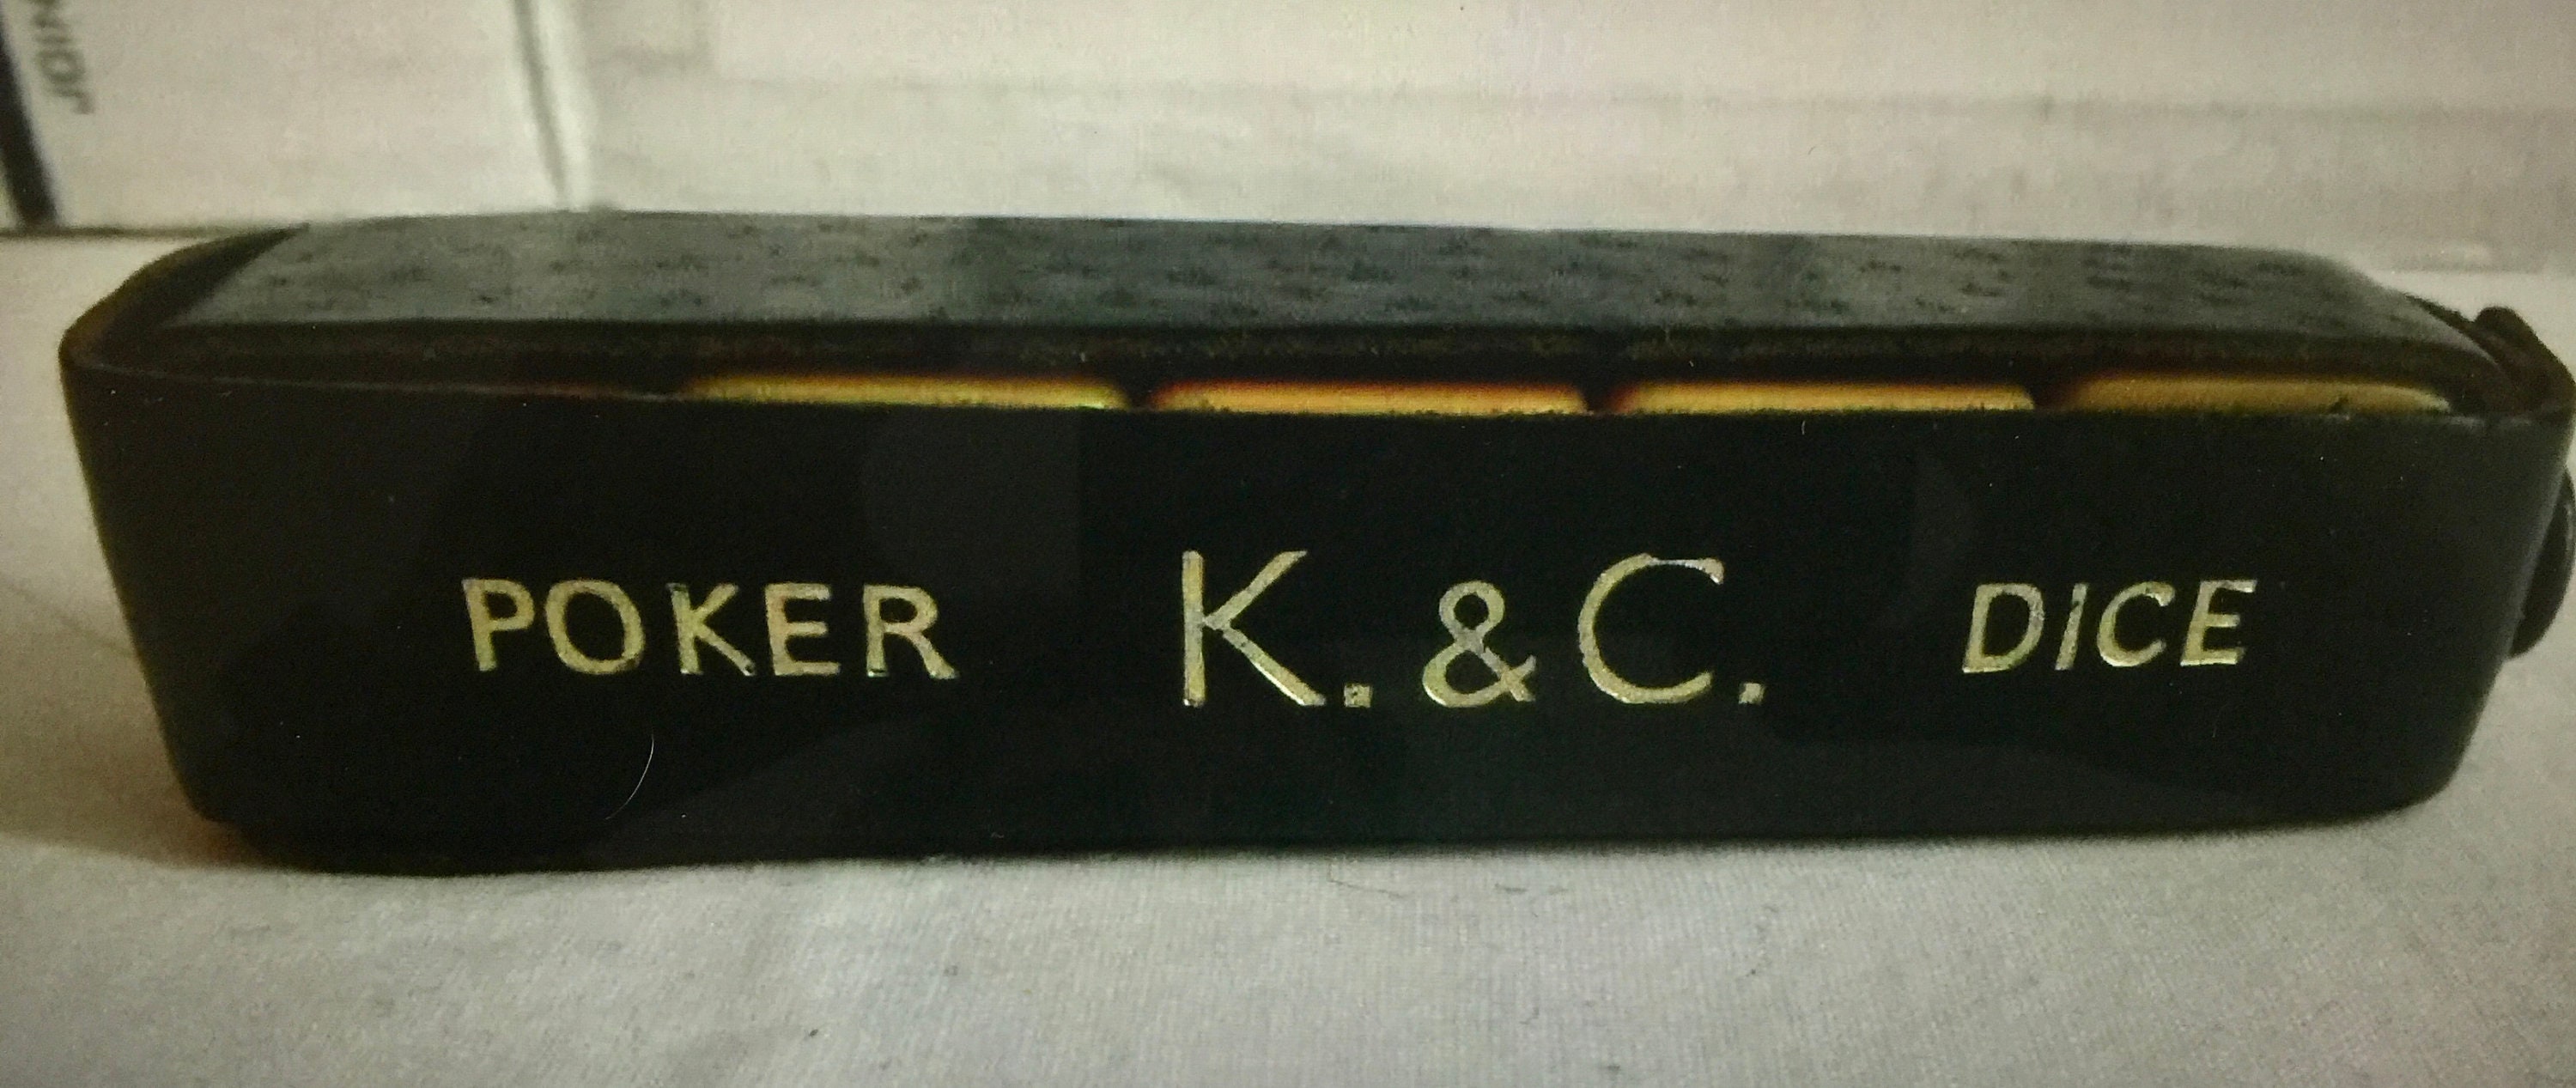 POKER K. & C. DICE